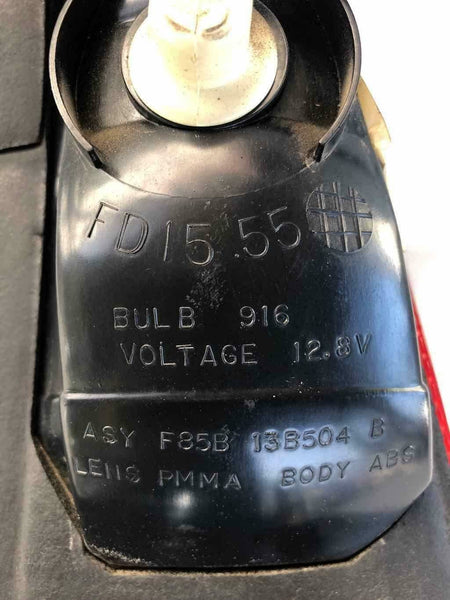 FD15.55
BULB 916
VOLTAGE 12.8V
ASY F85B 13B504 B
LENS PMMA BODY ABS